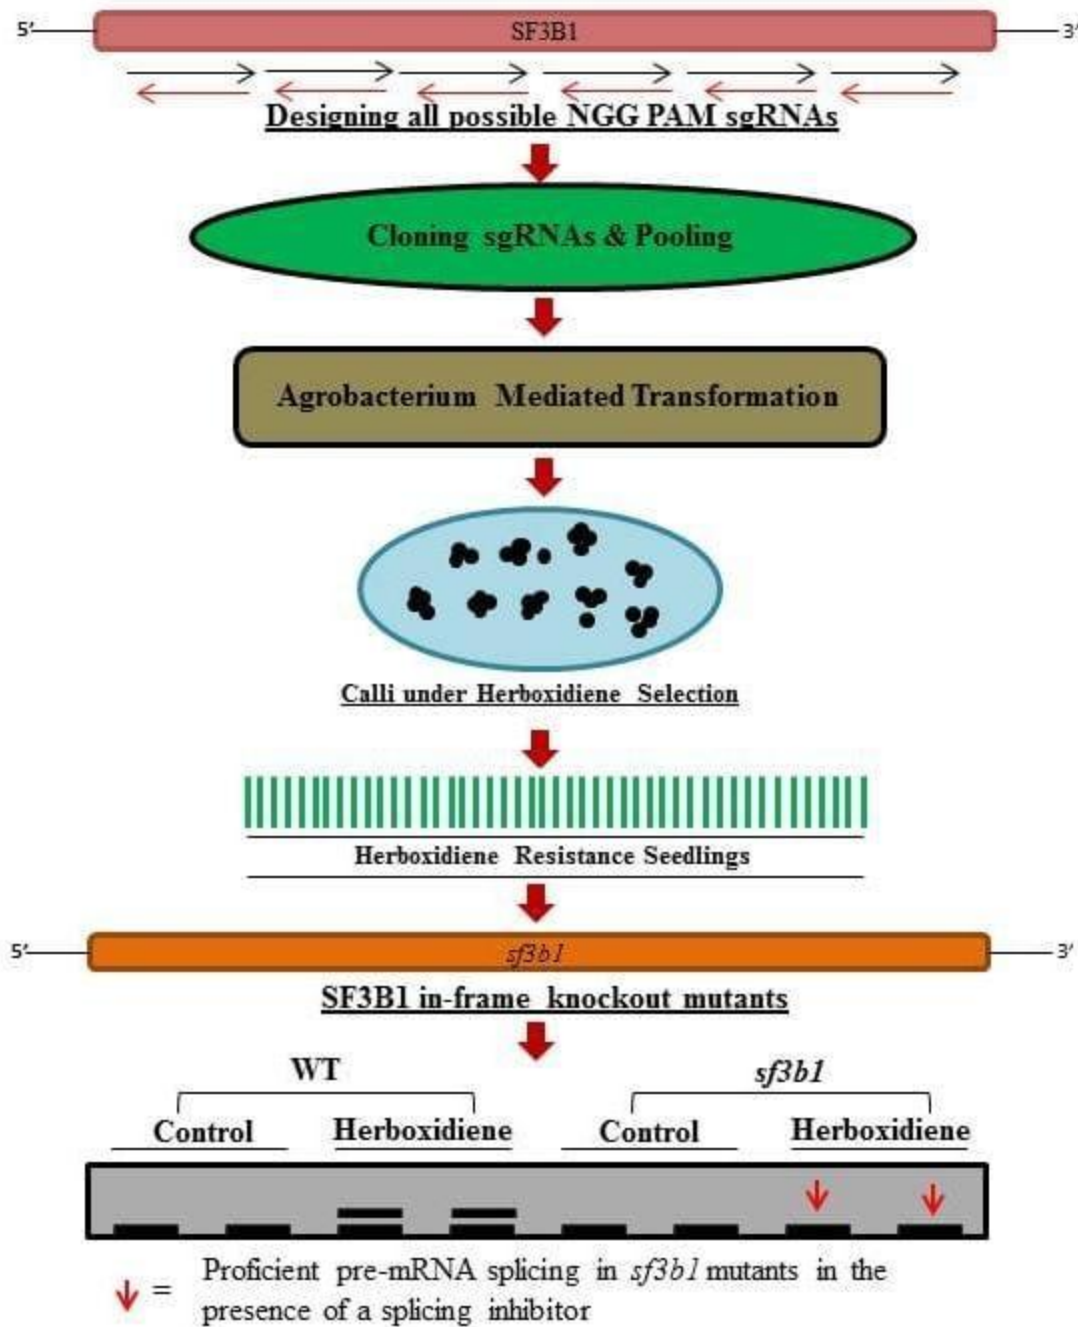 5′ SF3B1 3′
Designing all possible NGG PAM sgRNAs
Cloning sgRNAs & Pooling
Agrobacterium Mediated Transformation
Calli under Herboxidiene Selection
Herboxidiene Resistance Seedlings
5′ sf3b1 3′
SF3B1 in-frame knockout mutants
WT sf3b1
Control Herboxidiene Control Herboxidiene
= Proficient pre-mRNA splicing in sf3b1 mutants in the
presence of a splicing inhibitor